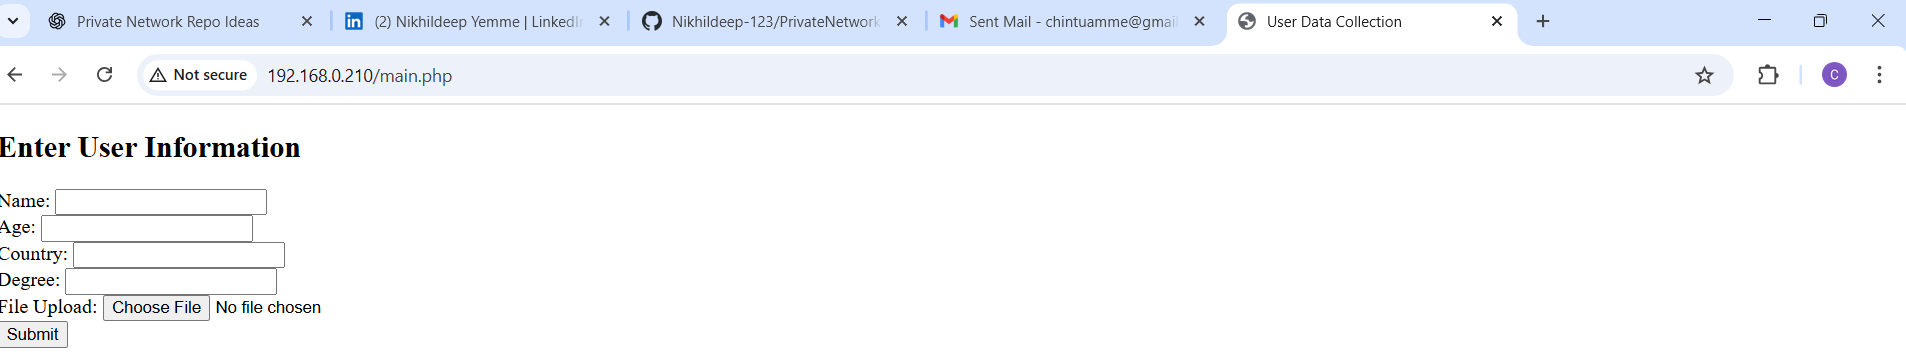 Private Network Repo Ideas
(2) Nikhildeep Yemme | LinkedIn
Nikhildeep-123/PrivateNetwork
Sent Mail - chintuamme@gmail
User Data Collection
Not secure
192.168.0.210/main.php
C
Enter User Information
Name:
Age:
Country:
Degree:
File Upload: Choose File No file chosen
Submit